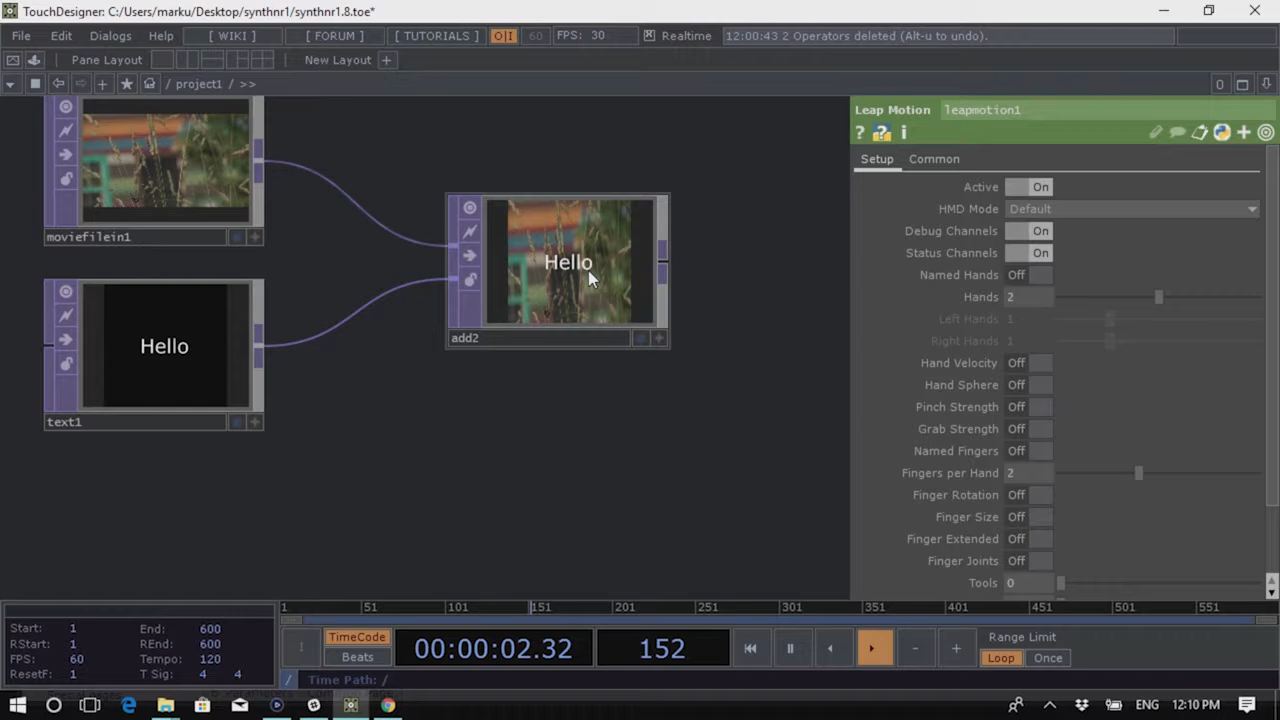 TouchDesigner: C:/Users/marku/Desktop/synthnr1/synthnr1.8.toe*
File Edit Dialogs Help [ WIKI ] [ FORUM ] [ TUTORIALS ] O|I 60 FPS: 30 Realtime 12:00:43 2 Operators deleted (Alt-u to undo).
Pane Layout New Layout +
/ project1 / >> 0
Leap Motion leapmotion1
Setup Common
Active On
HMD Mode Default
Debug Channels On
Status Channels On
Named Hands Off
Hands 2
Left Hands 1
Right Hands 1
Hand Velocity Off
Hand Sphere Off
Pinch Strength Off
Grab Strength Off
Named Fingers Off
Fingers per Hand 2
Finger Rotation Off
Finger Size Off
Finger Extended Off
Finger Joints Off
Tools 0
moviefilein1
Hello
text1
Hello
add2
1 51 101 151 201 251 301 351 401 451 501 551
Start: 1 End: 600
RStart: 1 REnd: 600
FPS: 60 Tempo: 120
ResetF: 1 T Sig: 4 4
TimeCode
Beats
00:00:02.32 152
Range Limit
Loop Once
/ Time Path: /
ENG 12:10 PM